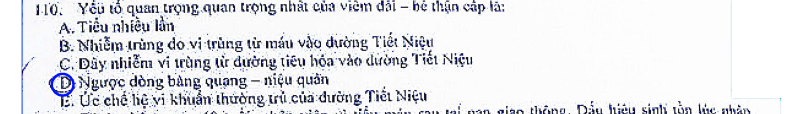 110. Yếu tố quan trọng quan trọng nhất của viêm đài – bể thận cấp là:
A. Tiểu nhiều lần
B. Nhiễm trùng do vi trùng từ máu vào đường Tiết Niệu
C. Đây nhiễm vi trùng từ đường tiêu hóa vào đường Tiết Niệu
D. Ngược dòng bàng quang – niệu quản
E. Ức chế hệ vi khuẩn thường trú của đường Tiết Niệu
tai nạn giao thông. Dấu hiệu sinh tồn lúc nhập